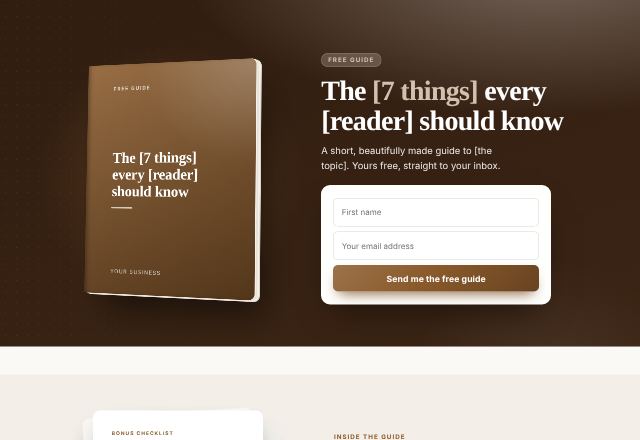 FREE GUIDE
The [7 things]
every [reader]
should know
YOUR BUSINESS
FREE GUIDE
The [7 things] every
[reader] should know
A short, beautifully made guide to [the
topic]. Yours free, straight to your inbox.
First name
Your email address
Send me the free guide
BONUS CHECKLIST
INSIDE THE GUIDE